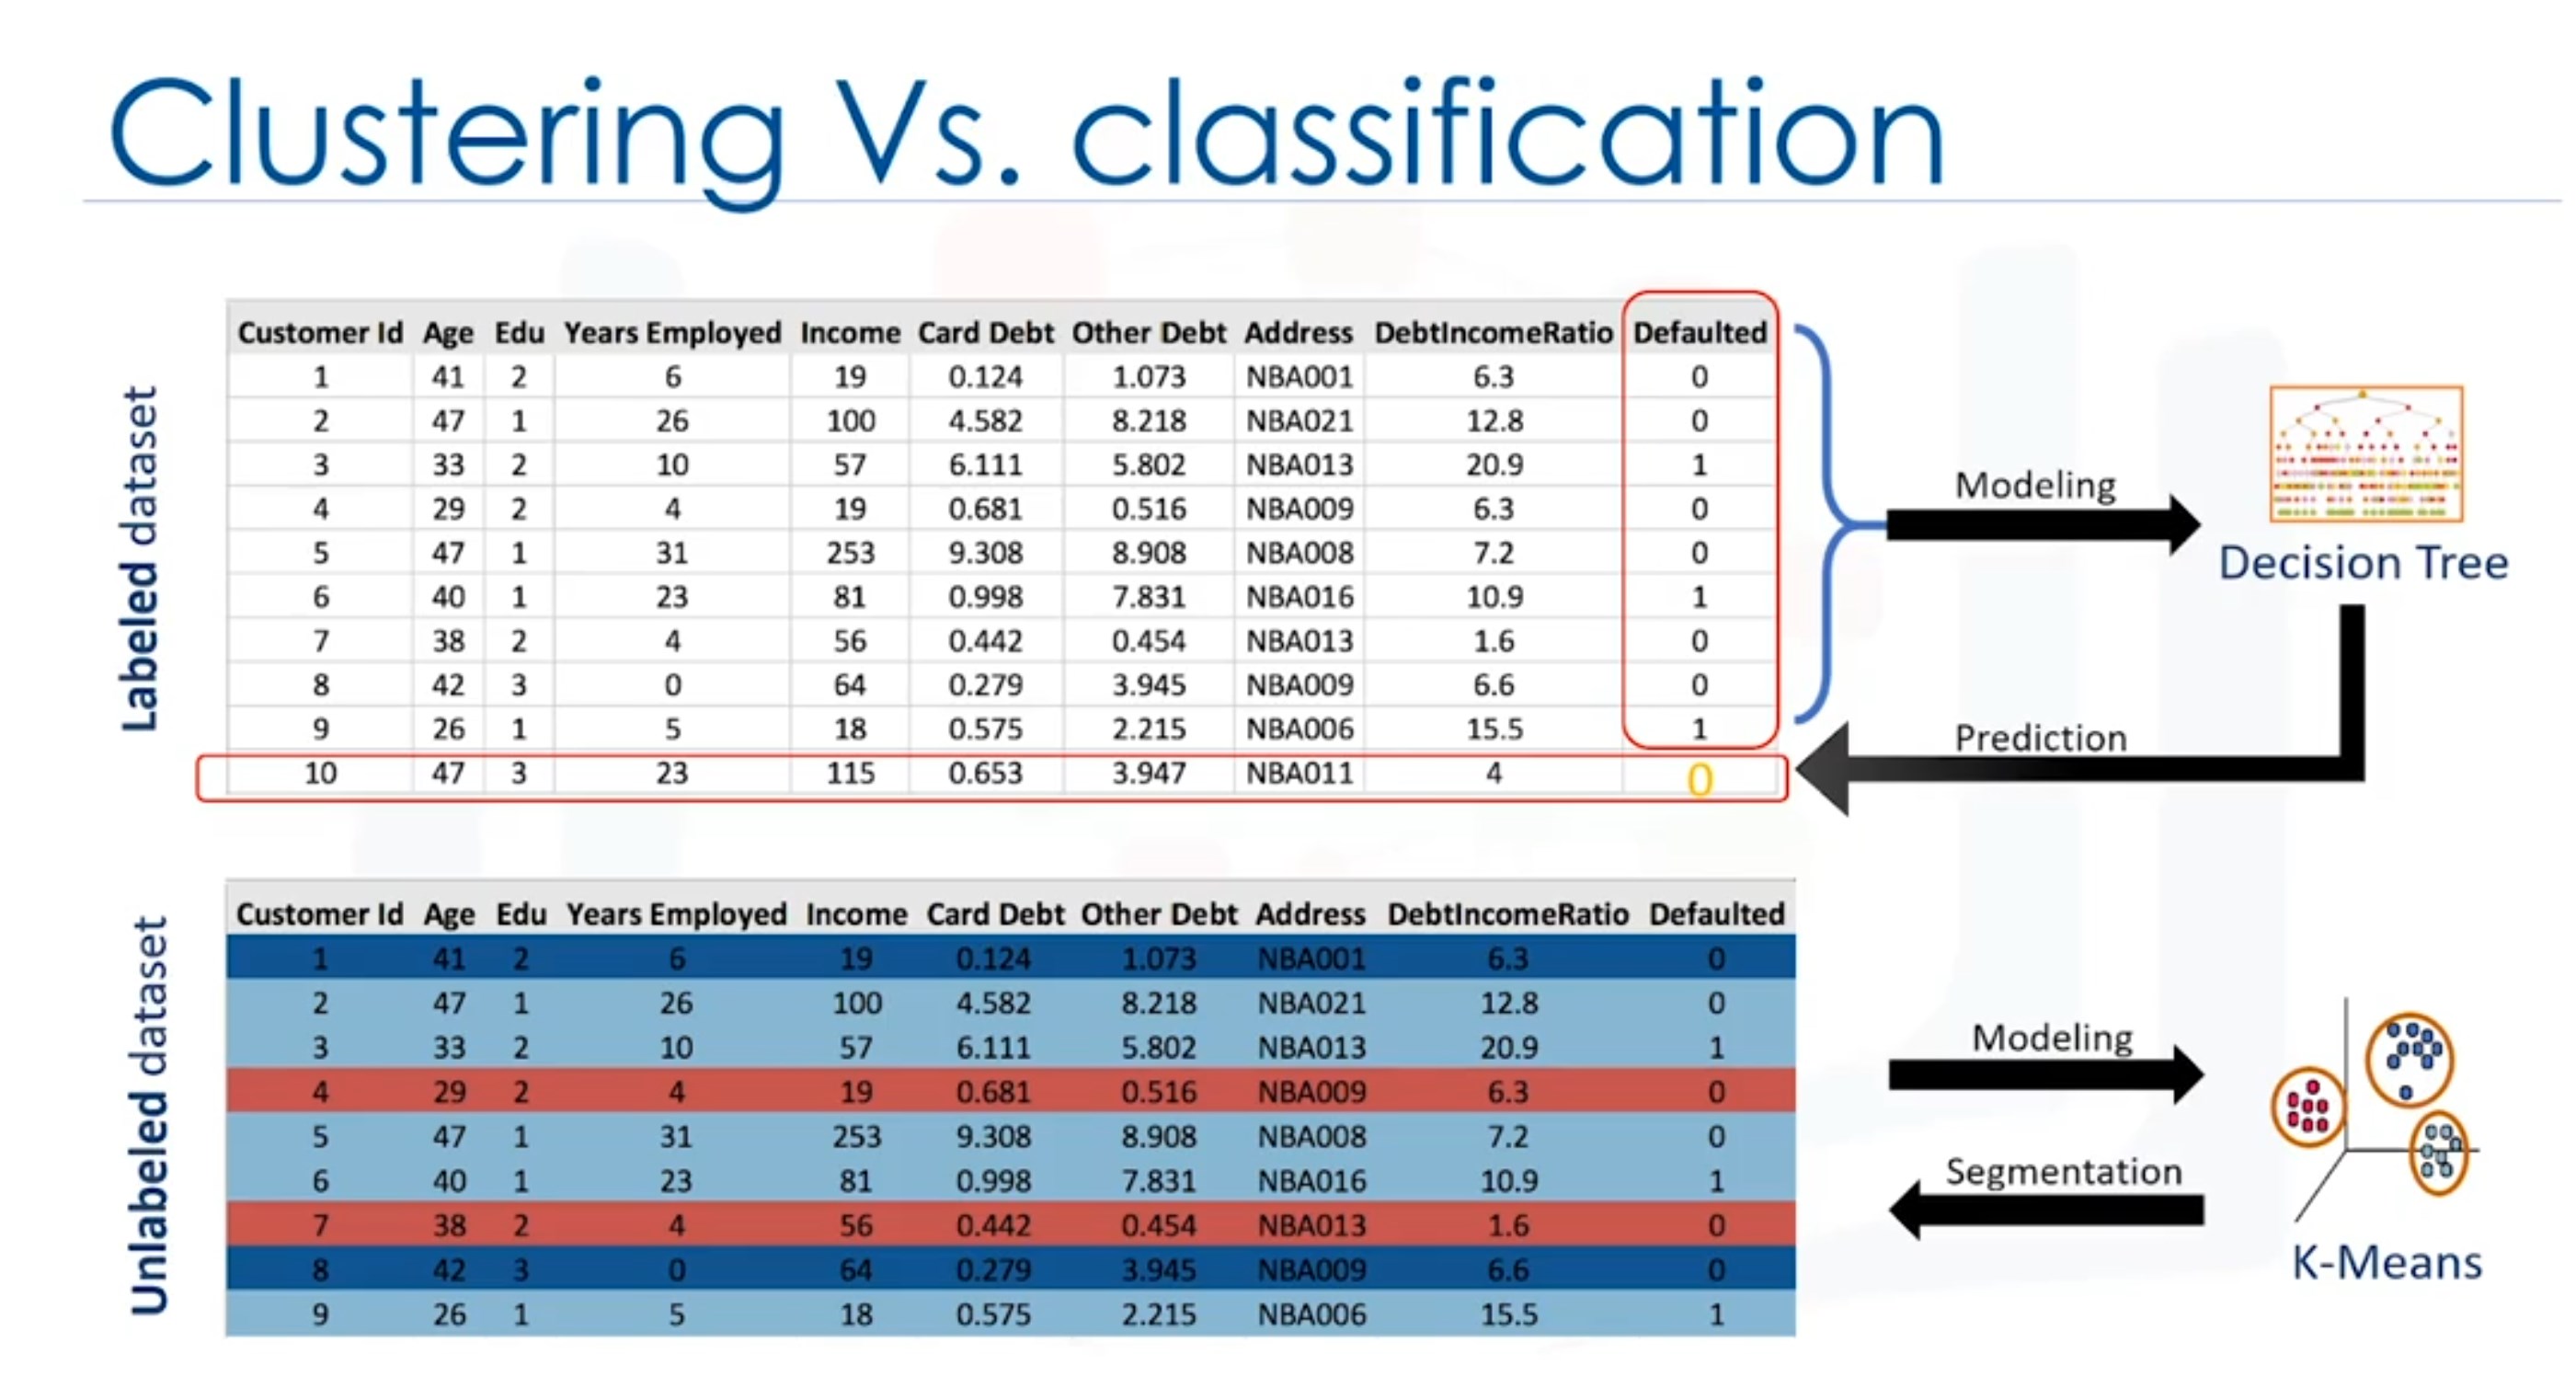 Clustering Vs. classification
Labeled dataset
Customer Id Age Edu Years Employed Income Card Debt Other Debt Address DebtIncomeRatio Defaulted
1 41 2 6 19 0.124 1.073 NBA001 6.3 0
2 47 1 26 100 4.582 8.218 NBA021 12.8 0
3 33 2 10 57 6.111 5.802 NBA013 20.9 1
4 29 2 4 19 0.681 0.516 NBA009 6.3 0
5 47 1 31 253 9.308 8.908 NBA008 7.2 0
6 40 1 23 81 0.998 7.831 NBA016 10.9 1
7 38 2 4 56 0.442 0.454 NBA013 1.6 0
8 42 3 0 64 0.279 3.945 NBA009 6.6 0
9 26 1 5 18 0.575 2.215 NBA006 15.5 1
10 47 3 23 115 0.653 3.947 NBA011 4 0
Modeling
Decision Tree
Prediction
Unlabeled dataset
Customer Id Age Edu Years Employed Income Card Debt Other Debt Address DebtIncomeRatio Defaulted
1 41 2 6 19 0.124 1.073 NBA001 6.3 0
2 47 1 26 100 4.582 8.218 NBA021 12.8 0
3 33 2 10 57 6.111 5.802 NBA013 20.9 1
4 29 2 4 19 0.681 0.516 NBA009 6.3 0
5 47 1 31 253 9.308 8.908 NBA008 7.2 0
6 40 1 23 81 0.998 7.831 NBA016 10.9 1
7 38 2 4 56 0.442 0.454 NBA013 1.6 0
8 42 3 0 64 0.279 3.945 NBA009 6.6 0
9 26 1 5 18 0.575 2.215 NBA006 15.5 1
Modeling
Segmentation
K-Means